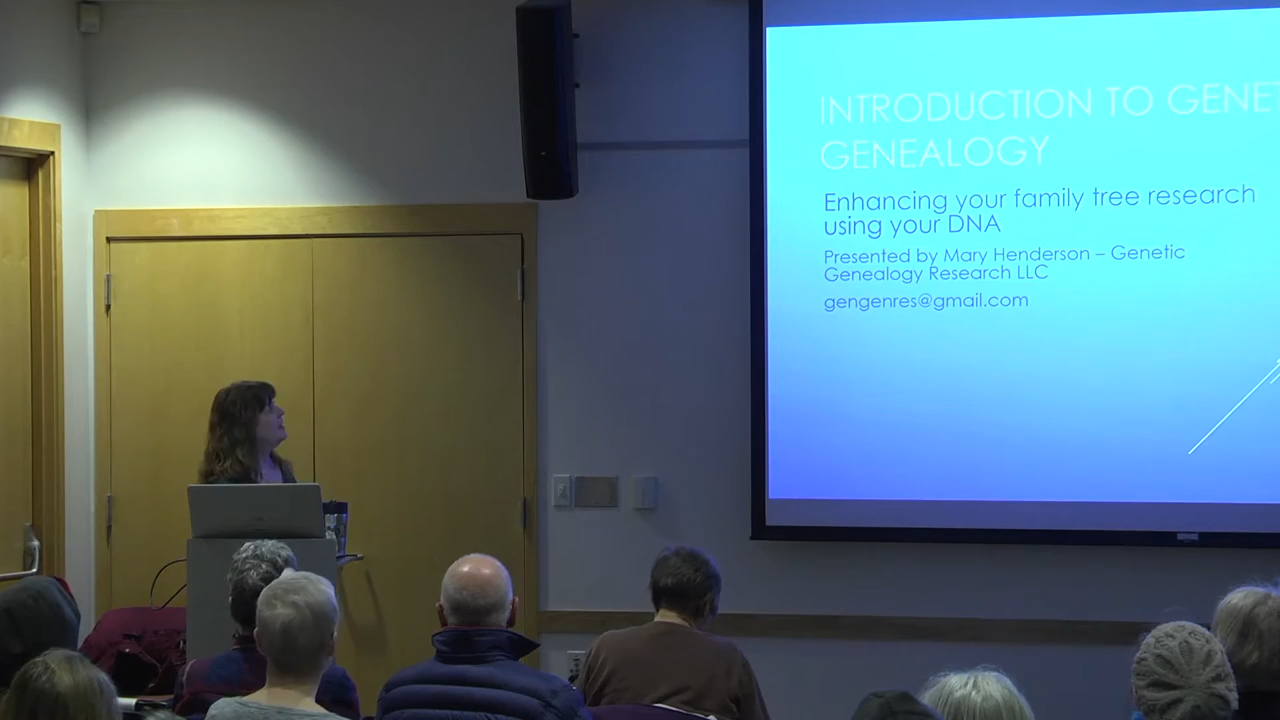 INTRODUCTION TO
GENEALOGY
Enhancing your family tree research
using your DNA
Presented by Mary Henderson – Genetic
Genealogy Research LLC
gengenres@gmail.com